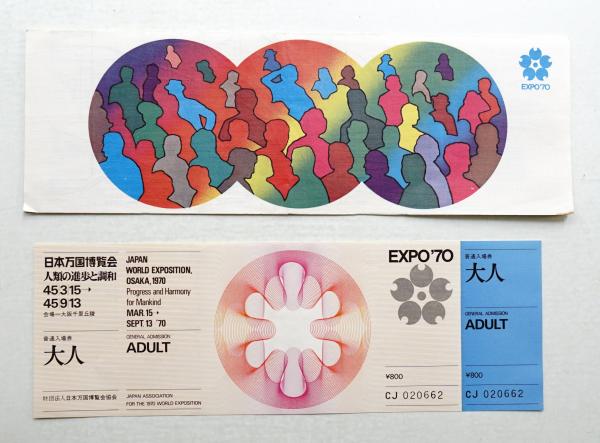 EXPO'70
日本万国博覧会
人類の進歩と調和
45 3.15→
45 9.13
会場=大阪千里丘陵
普通入場券
大人
財団法人日本万国博覧会協会
JAPAN
WORLD EXPOSITION,
OSAKA, 1970
Progress and Harmony
for Mankind
MAR. 15→
SEPT. 13 '70
GENERAL ADMISSION
ADULT
JAPAN ASSOCIATION
FOR THE 1970 WORLD EXPOSITION
EXPO'70
¥800
CJ 020662
普通入場券
大人
GENERAL ADMISSION
ADULT
¥800
CJ 020662